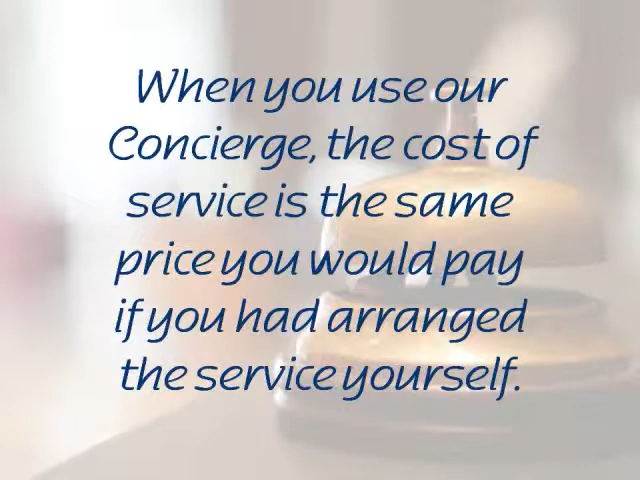 When you use our
Concierge, the cost of
service is the same
price you would pay
if you had arranged
the service yourself.